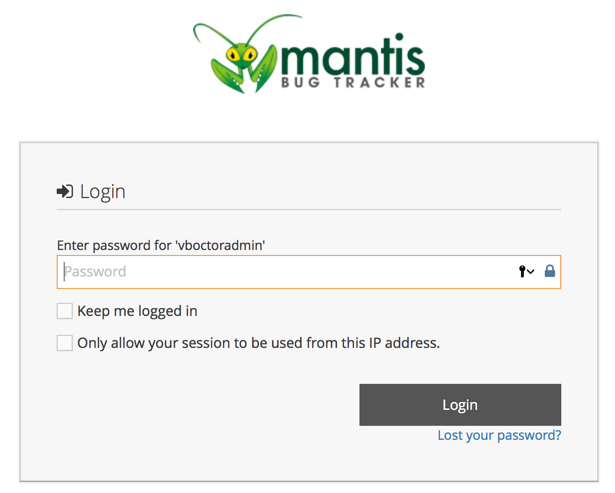 mantis
BUG TRACKER
Login
Enter password for 'vboctoradmin'
Password
Keep me logged in
Only allow your session to be used from this IP address.
Login
Lost your password?